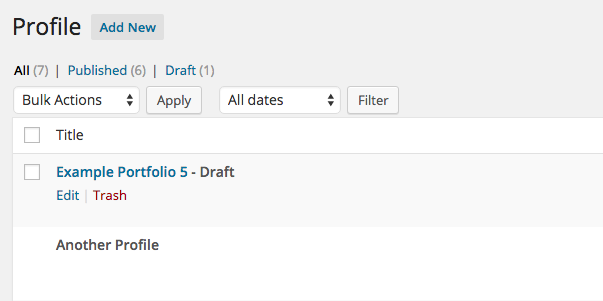 Profile Add New
All (7) | Published (6) | Draft (1)
Bulk Actions Apply All dates Filter
Title
Example Portfolio 5 - Draft
Edit | Trash
Another Profile